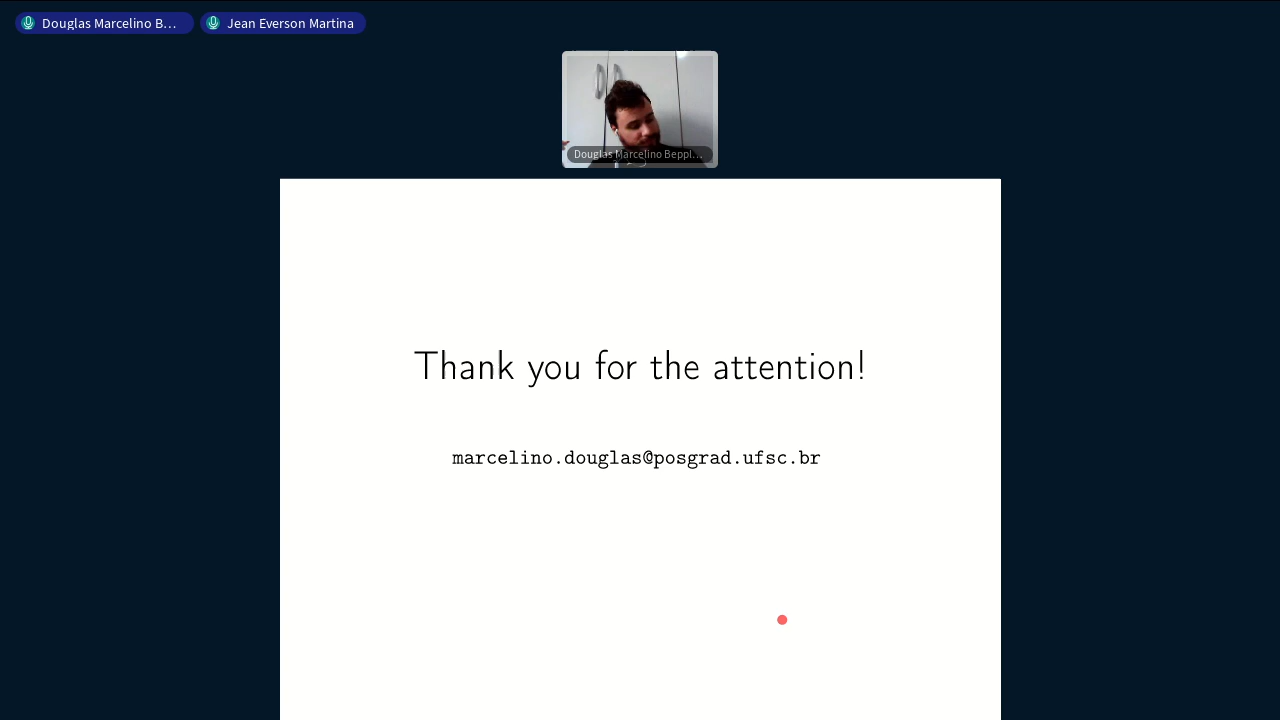 Douglas Marcelino B...
Jean Everson Martina
Douglas Marcelino Beppl...
Thank you for the attention!
marcelino.douglas@posgrad.ufsc.br